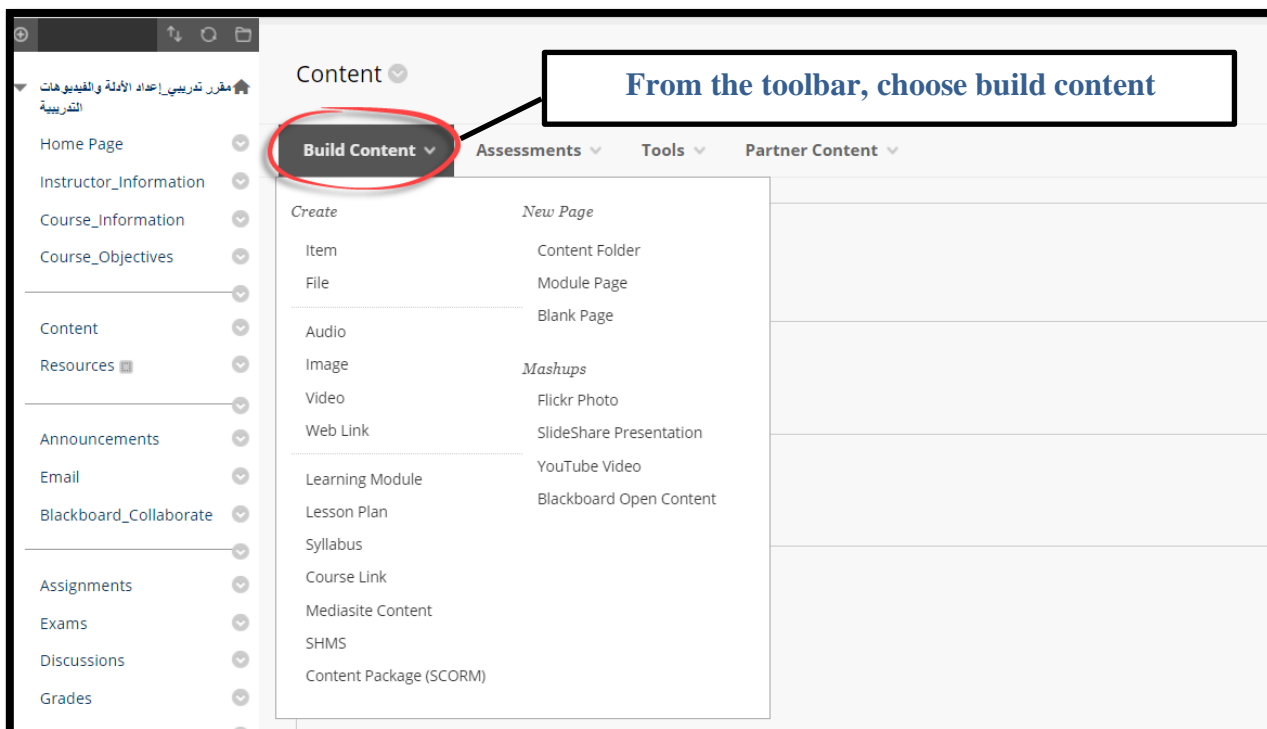 مقرر تدريبي_إعداد الأدلة والفيديوهات
التدريبية
Home Page
Instructor_Information
Course_Information
Course_Objectives
Content
Resources
Announcements
Email
Blackboard_Collaborate
Assignments
Exams
Discussions
Grades
Content
From the toolbar, choose build content
Build Content
Assessments
Tools
Partner Content
Create
Item
File
Audio
Image
Video
Web Link
Learning Module
Lesson Plan
Syllabus
Course Link
Mediasite Content
SHMS
Content Package (SCORM)
New Page
Content Folder
Module Page
Blank Page
Mashups
Flickr Photo
SlideShare Presentation
YouTube Video
Blackboard Open Content